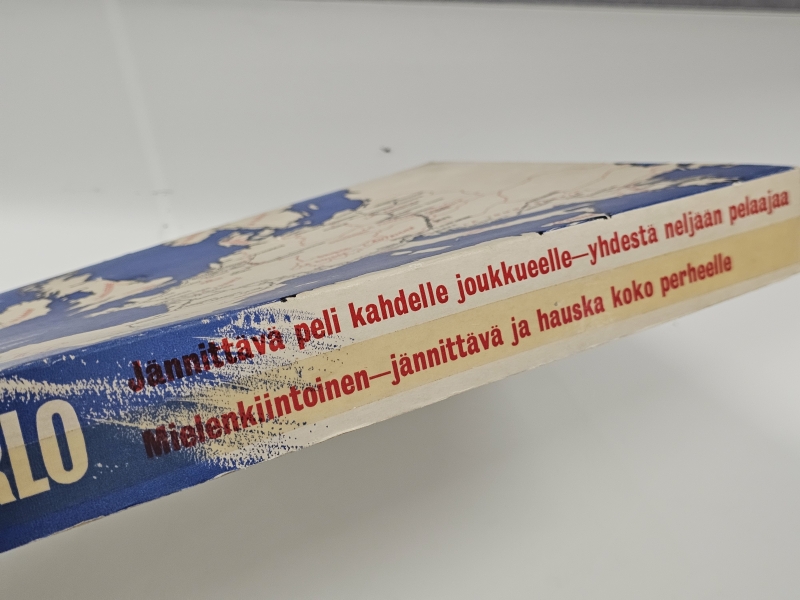 RLO
Jännittävä peli kahdelle joukkueelle—yhdestä neljään pelaajaa
Mielenkiintoinen—jännittävä ja hauska koko perheelle